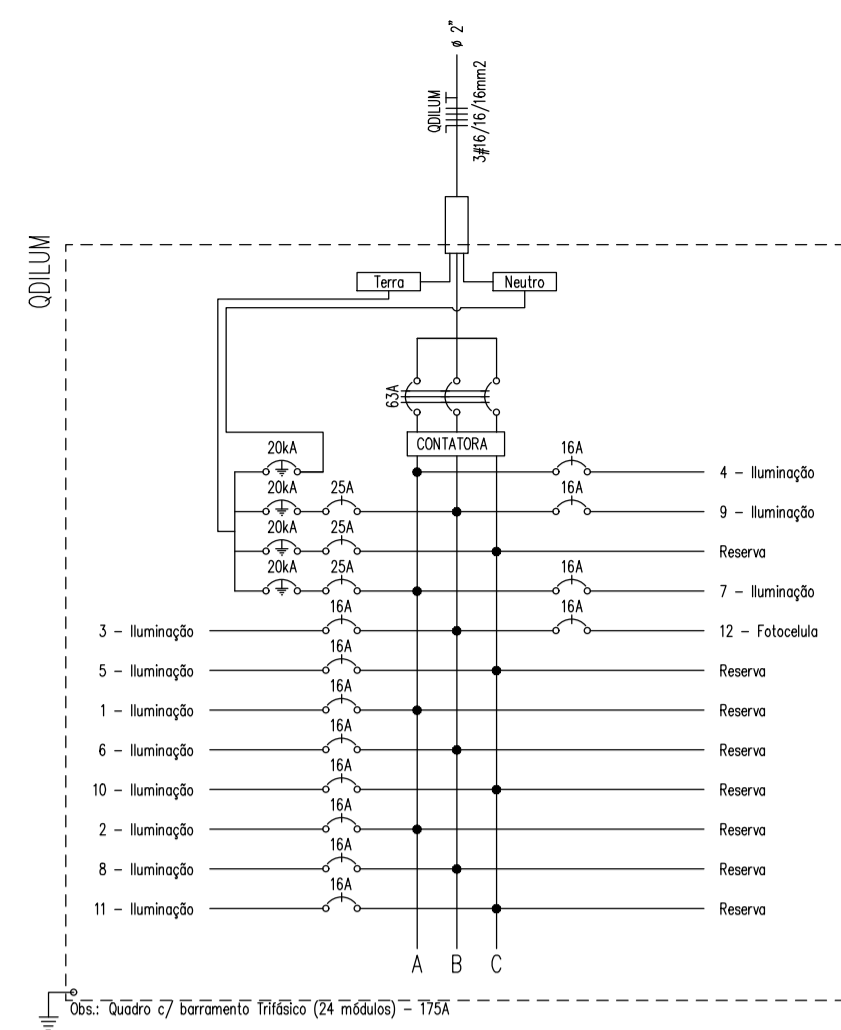 ø 2"
QDILUM
3#16/16/16mm2
QDILUM
Terra
Neutro
63A
CONTATORA
20kA
16A
4 – Iluminação
20kA
25A
16A
9 – Iluminação
20kA
25A
Reserva
20kA
25A
16A
7 – Iluminação
3 – Iluminação
16A
16A
12 – Fotocelula
5 – Iluminação
16A
Reserva
1 – Iluminação
16A
Reserva
6 – Iluminação
16A
Reserva
10 – Iluminação
16A
Reserva
2 – Iluminação
16A
Reserva
8 – Iluminação
16A
Reserva
11 – Iluminação
16A
Reserva
A B C
Obs.: Quadro c/ barramento Trifásico (24 módulos) – 175A